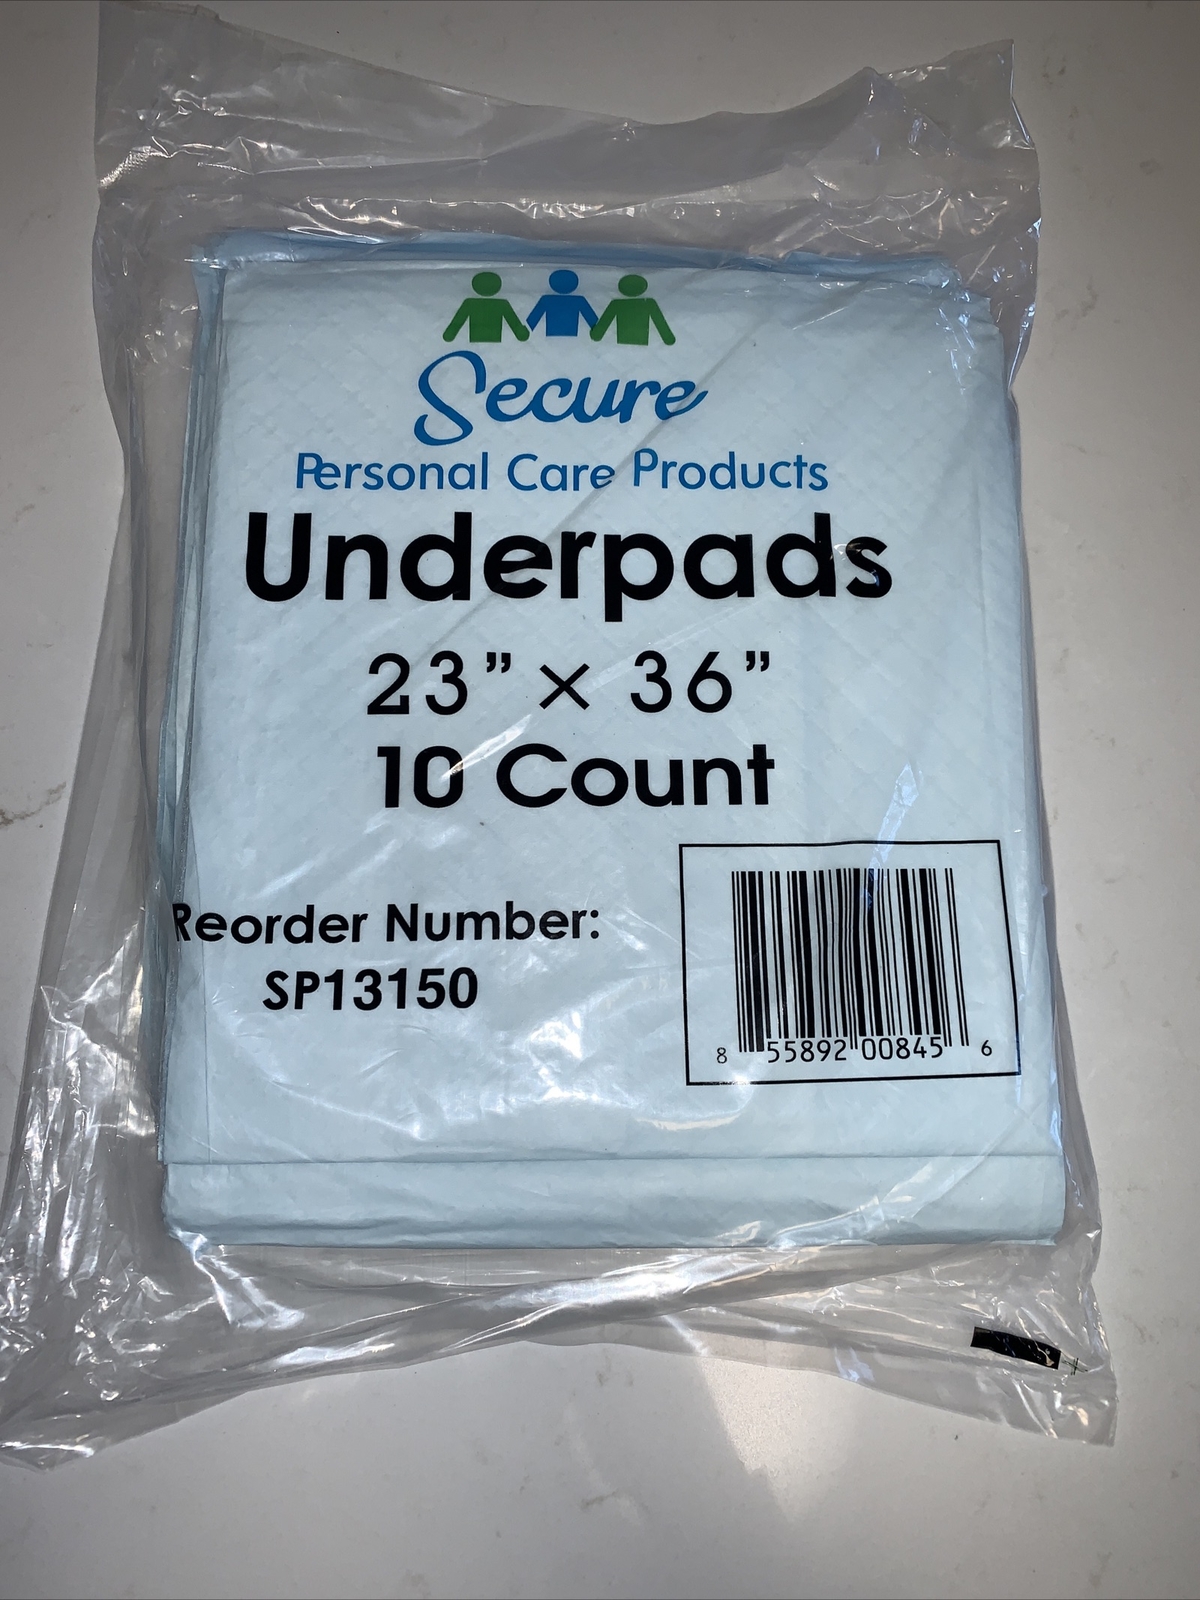 Secure
Personal Care Products
Underpads
23” × 36”
10 Count
Reorder Number:
SP13150
8 55892 00845 6